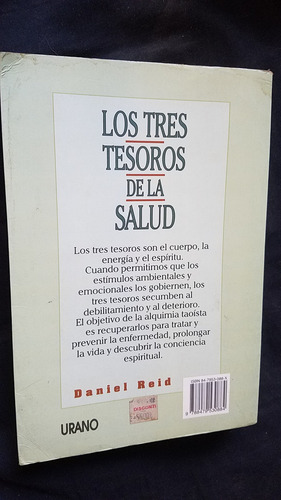 LOS TRES
TESOROS
DE LA
SALUD
Los tres tesoros son el cuerpo, la
energía y el espíritu.
Cuando permitimos que los
estímulos ambientales y
emocionales los gobiernen, los
tres tesoros secumben al
debilitamiento y al deterioro.
El objetivo de la alquimia taoísta
es recuperarlos para tratar y
prevenir la enfermedad, prolongar
la vida y descubrir la conciencia
espiritual.
Daniel Reid
URANO